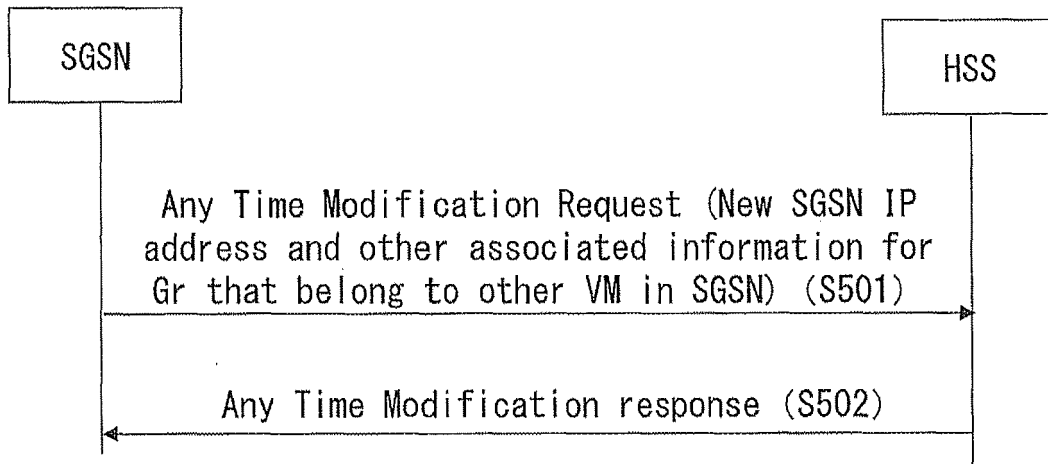 SGSN
HSS
Any Time Modification Request (New SGSN IP
address and other associated information for
Gr that belong to other VM in SGSN) (S501)
Any Time Modification response (S502)